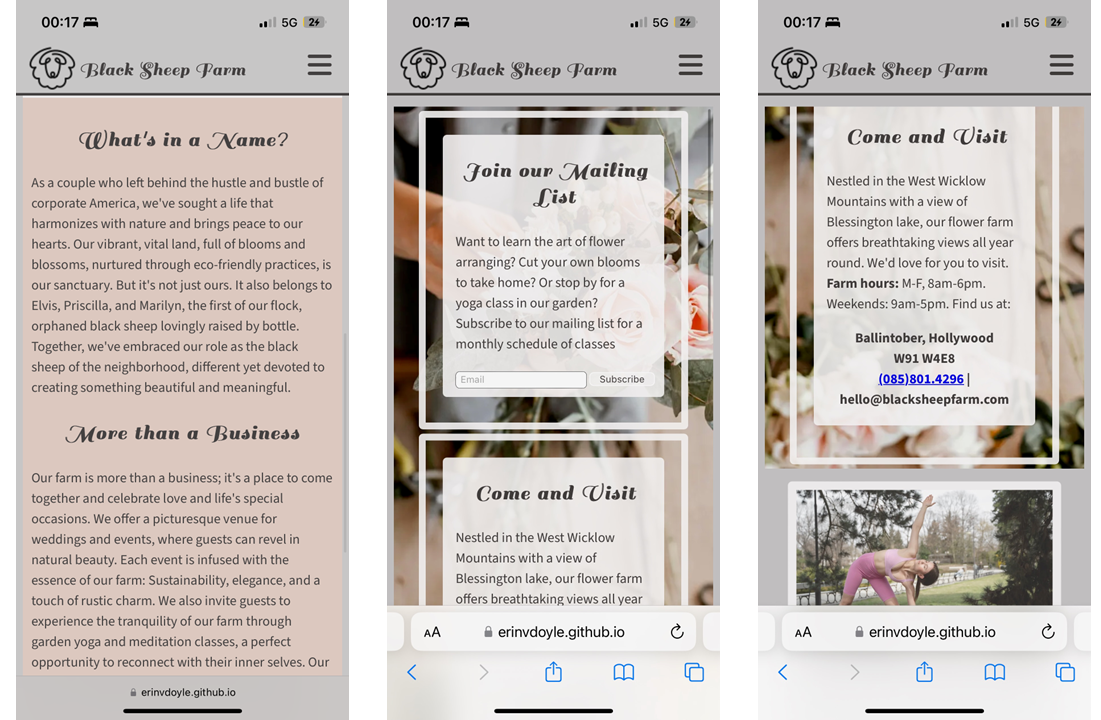 00:17
5G
2
Black Sheep Farm
What's in a Name?
As a couple who left behind the hustle and bustle of
corporate America, we've sought a life that
harmonizes with nature and brings peace to our
hearts. Our vibrant, vital land, full of blooms and
blossoms, nurtured through eco-friendly practices, is
our sanctuary. But it's not just ours. It also belongs to
Elvis, Priscilla, and Marilyn, the first of our flock,
orphaned black sheep lovingly raised by bottle.
Together, we've embraced our role as the black
sheep of the neighborhood, different yet devoted to
creating something beautiful and meaningful.
More than a Business
Our farm is more than a business; it's a place to come
together and celebrate love and life's special
occasions. We offer a picturesque venue for
weddings and events, where guests can revel in
natural beauty. Each event is infused with the
essence of our farm: Sustainability, elegance, and a
touch of rustic charm. We also invite guests to
experience the tranquility of our farm through
garden yoga and meditation classes, a perfect
opportunity to reconnect with their inner selves. Our
erinvdoyle.github.io
00:17
5G
2
Black Sheep Farm
Join our Mailing
List
Want to learn the art of flower
arranging? Cut your own blooms
to take home? Or stop by for a
yoga class in our garden?
Subscribe to our mailing list for a
monthly schedule of classes
Email
Subscribe
Come and Visit
Nestled in the West Wicklow
Mountains with a view of
Blessington lake, our flower farm
offers breathtaking views all year
AA
erinvdoyle.github.io
00:17
5G
2
Black Sheep Farm
Come and Visit
Nestled in the West Wicklow
Mountains with a view of
Blessington lake, our flower farm
offers breathtaking views all year
round. We'd love for you to visit.
Farm hours: M-F, 8am-6pm.
Weekends: 9am-5pm. Find us at:
Ballintober, Hollywood
W91 W4E8
(085)801.4296 |
hello@blacksheepfarm.com
AA
erinvdoyle.github.io